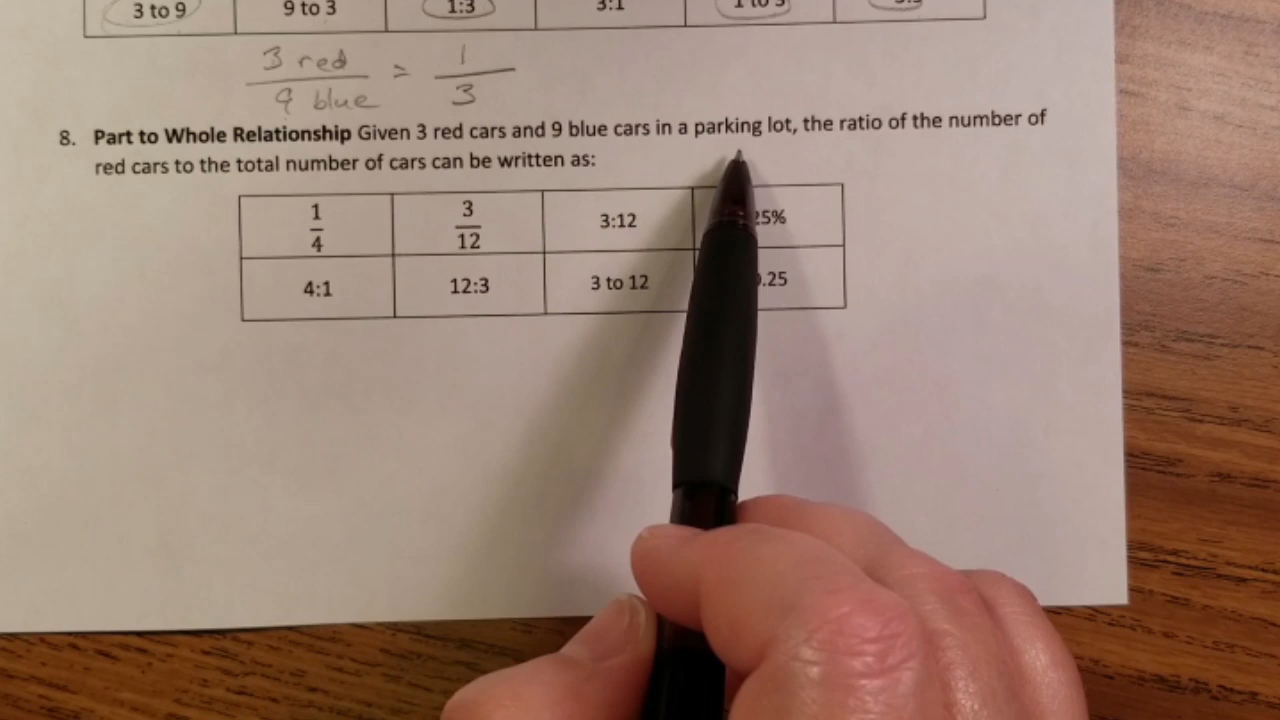 3 to 9 9 to 3 1:3 3:1 1 to 3
3 red = 1
9 blue 3
8. Part to Whole Relationship Given 3 red cars and 9 blue cars in a parking lot, the ratio of the number of
red cars to the total number of cars can be written as:
1 3 3:12 25%
4 12
4:1 12:3 3 to 12 .25